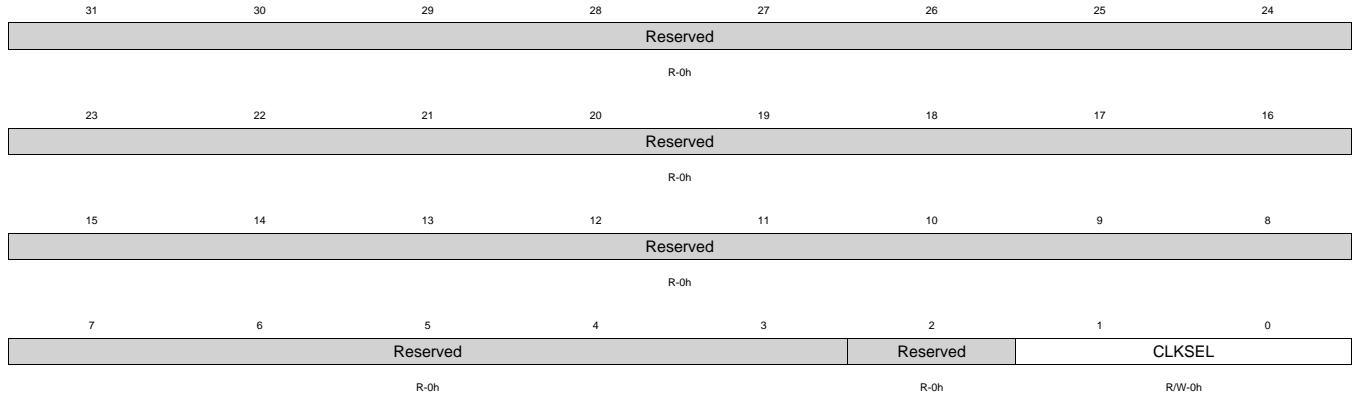 31 30 29 28 27 26 25 24
Reserved
R-0h
23 22 21 20 19 18 17 16
Reserved
R-0h
15 14 13 12 11 10 9 8
Reserved
R-0h
7 6 5 4 3 2 1 0
Reserved Reserved CLKSEL
R-0h R-0h R/W-0h